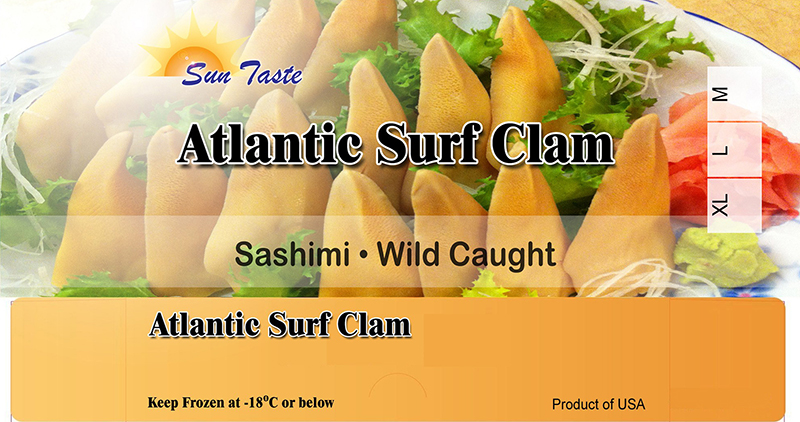 Sun Taste
Atlantic Surf Clam
M
L
XL
Sashimi • Wild Caught
Atlantic Surf Clam
Keep Frozen at -18°C or below
Product of USA